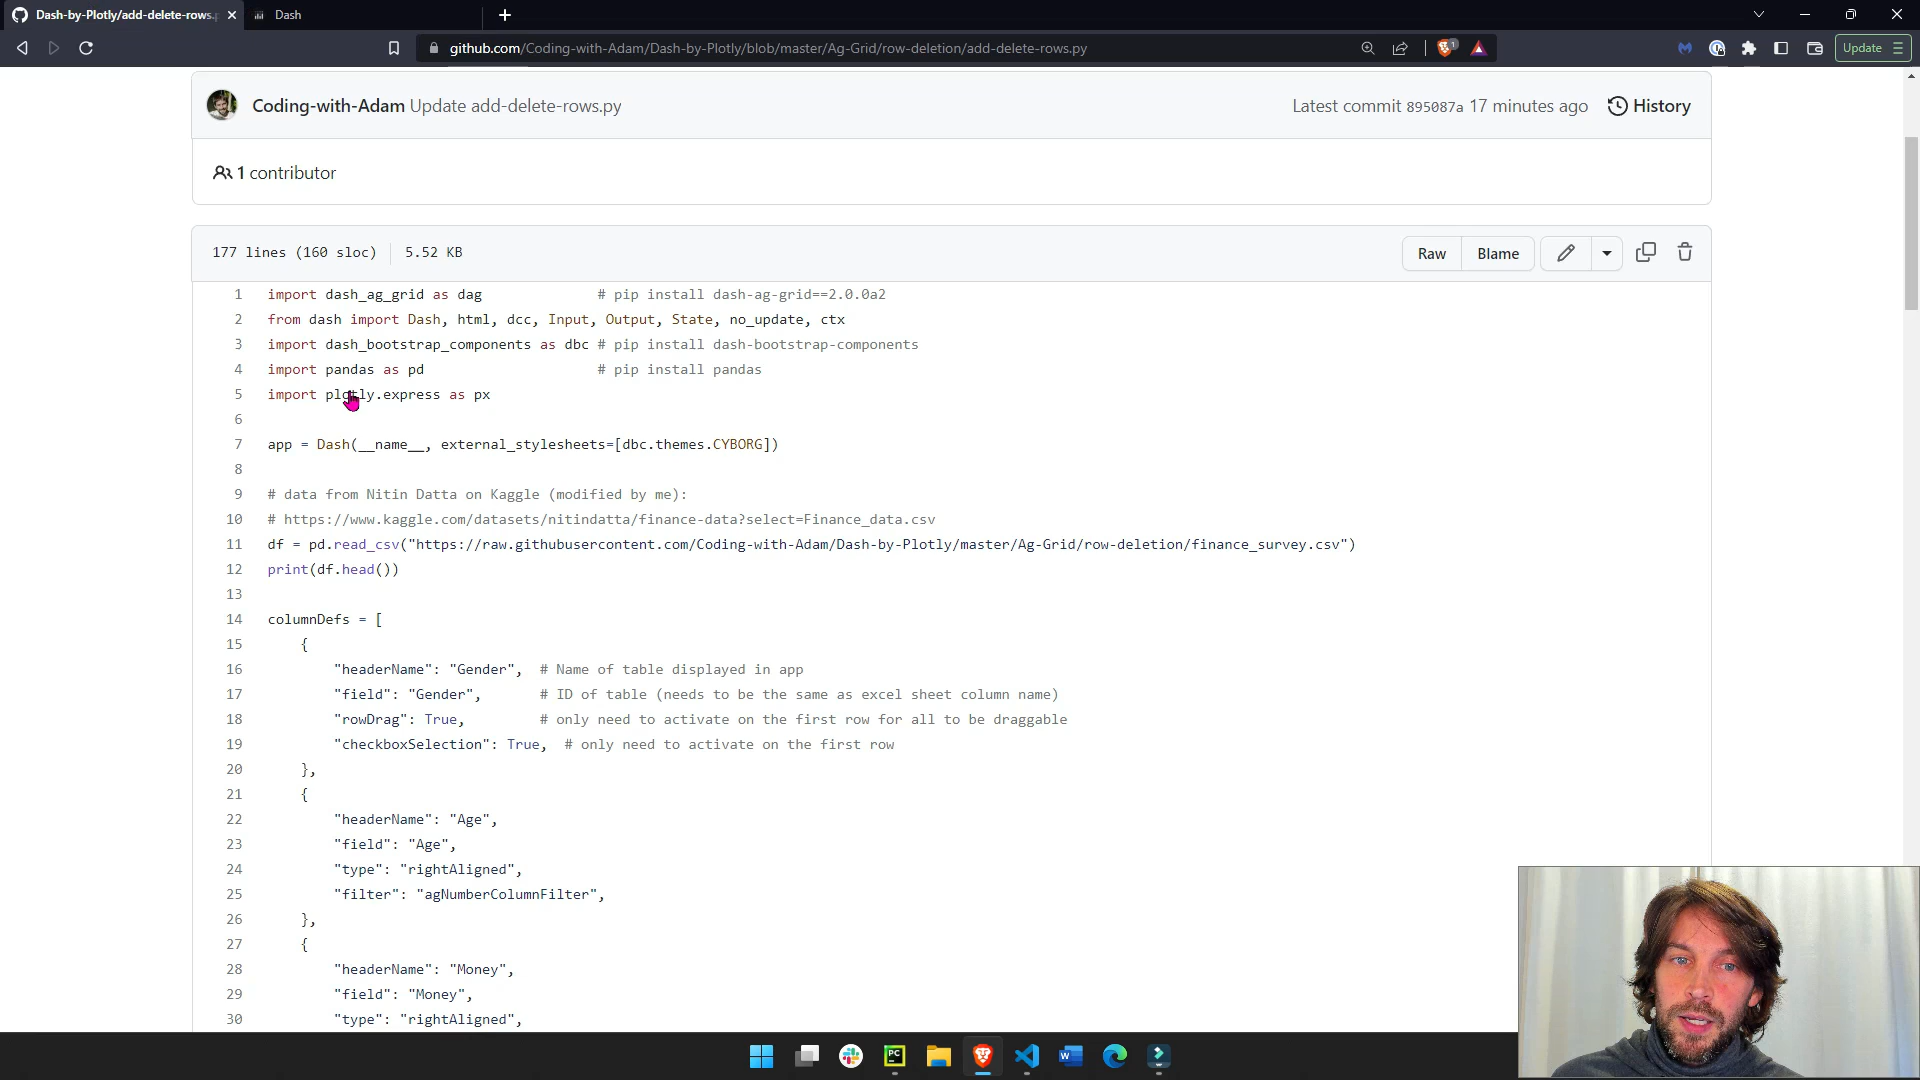 Dash-by-Plotly/add-delete-rows.p
Dash
github.com/Coding-with-Adam/Dash-by-Plotly/blob/master/Ag-Grid/row-deletion/add-delete-rows.py
1
Update
Coding-with-Adam Update add-delete-rows.py
Latest commit 895087a 17 minutes ago
History
1 contributor
177 lines (160 sloc)
5.52 KB
Raw
Blame
1 import dash_ag_grid as dag # pip install dash-ag-grid==2.0.0a2
2 from dash import Dash, html, dcc, Input, Output, State, no_update, ctx
3 import dash_bootstrap_components as dbc # pip install dash-bootstrap-components
4 import pandas as pd # pip install pandas
5 import plotly.express as px
6
7 app = Dash(__name__, external_stylesheets=[dbc.themes.CYBORG])
8
9 # data from Nitin Datta on Kaggle (modified by me):
10 # https://www.kaggle.com/datasets/nitindatta/finance-data?select=Finance_data.csv
11 df = pd.read_csv("https://raw.githubusercontent.com/Coding-with-Adam/Dash-by-Plotly/master/Ag-Grid/row-deletion/finance_survey.csv")
12 print(df.head())
13
14 columnDefs = [
15 {
16 "headerName": "Gender", # Name of table displayed in app
17 "field": "Gender", # ID of table (needs to be the same as excel sheet column name)
18 "rowDrag": True, # only need to activate on the first row for all to be draggable
19 "checkboxSelection": True, # only need to activate on the first row
20 },
21 {
22 "headerName": "Age",
23 "field": "Age",
24 "type": "rightAligned",
25 "filter": "agNumberColumnFilter",
26 },
27 {
28 "headerName": "Money",
29 "field": "Money",
30 "type": "rightAligned",
PC
W